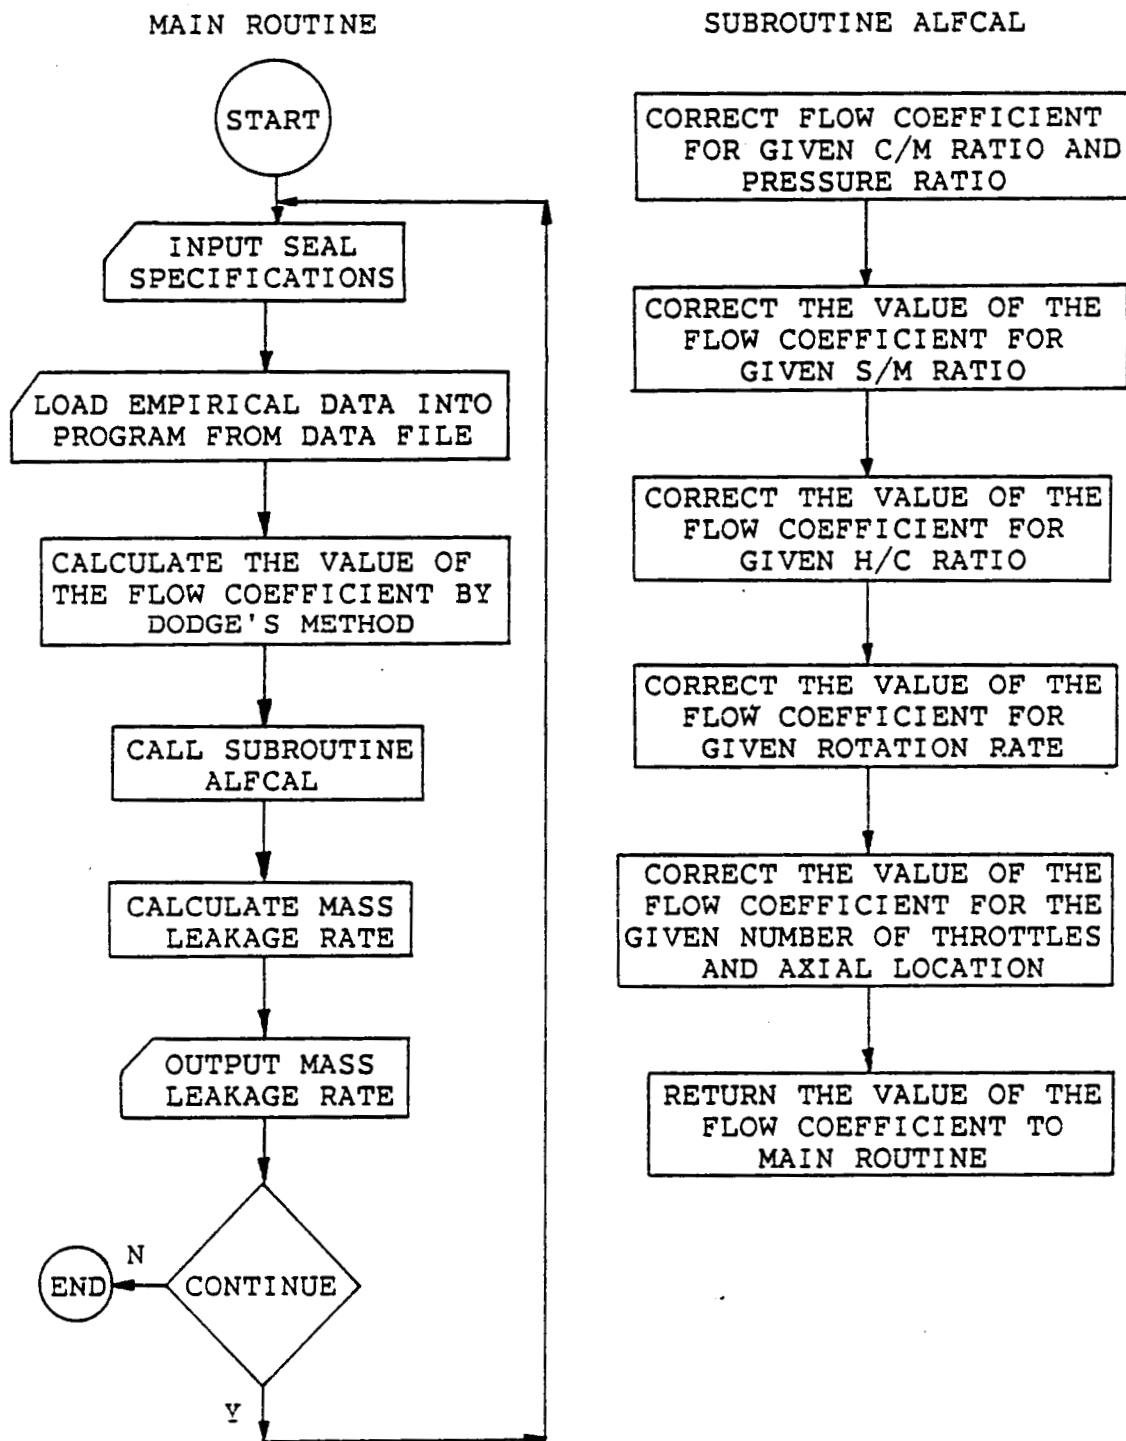 MAIN ROUTINE
START
INPUT SEAL
SPECIFICATIONS
LOAD EMPIRICAL DATA INTO
PROGRAM FROM DATA FILE
CALCULATE THE VALUE OF
THE FLOW COEFFICIENT BY
DODGE'S METHOD
CALL SUBROUTINE
ALFCAL
CALCULATE MASS
LEAKAGE RATE
OUTPUT MASS
LEAKAGE RATE
CONTINUE
N
END
Y
SUBROUTINE ALFCAL
CORRECT FLOW COEFFICIENT
FOR GIVEN C/M RATIO AND
PRESSURE RATIO
CORRECT THE VALUE OF THE
FLOW COEFFICIENT FOR
GIVEN S/M RATIO
CORRECT THE VALUE OF THE
FLOW COEFFICIENT FOR
GIVEN H/C RATIO
CORRECT THE VALUE OF THE
FLOW COEFFICIENT FOR
GIVEN ROTATION RATE
CORRECT THE VALUE OF THE
FLOW COEFFICIENT FOR THE
GIVEN NUMBER OF THROTTLES
AND AXIAL LOCATION
RETURN THE VALUE OF THE
FLOW COEFFICIENT TO
MAIN ROUTINE